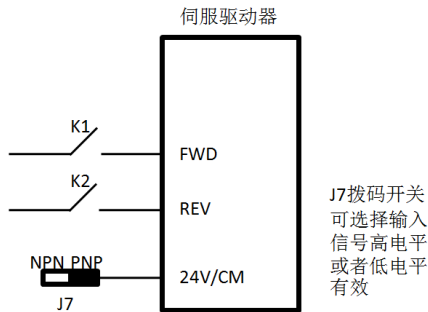 伺服驱动器
K1
FWD
K2
REV
NPN PNP
24V/CM
J7
J7拨码开关
可选择输入
信号高电平
或者低电平
有效